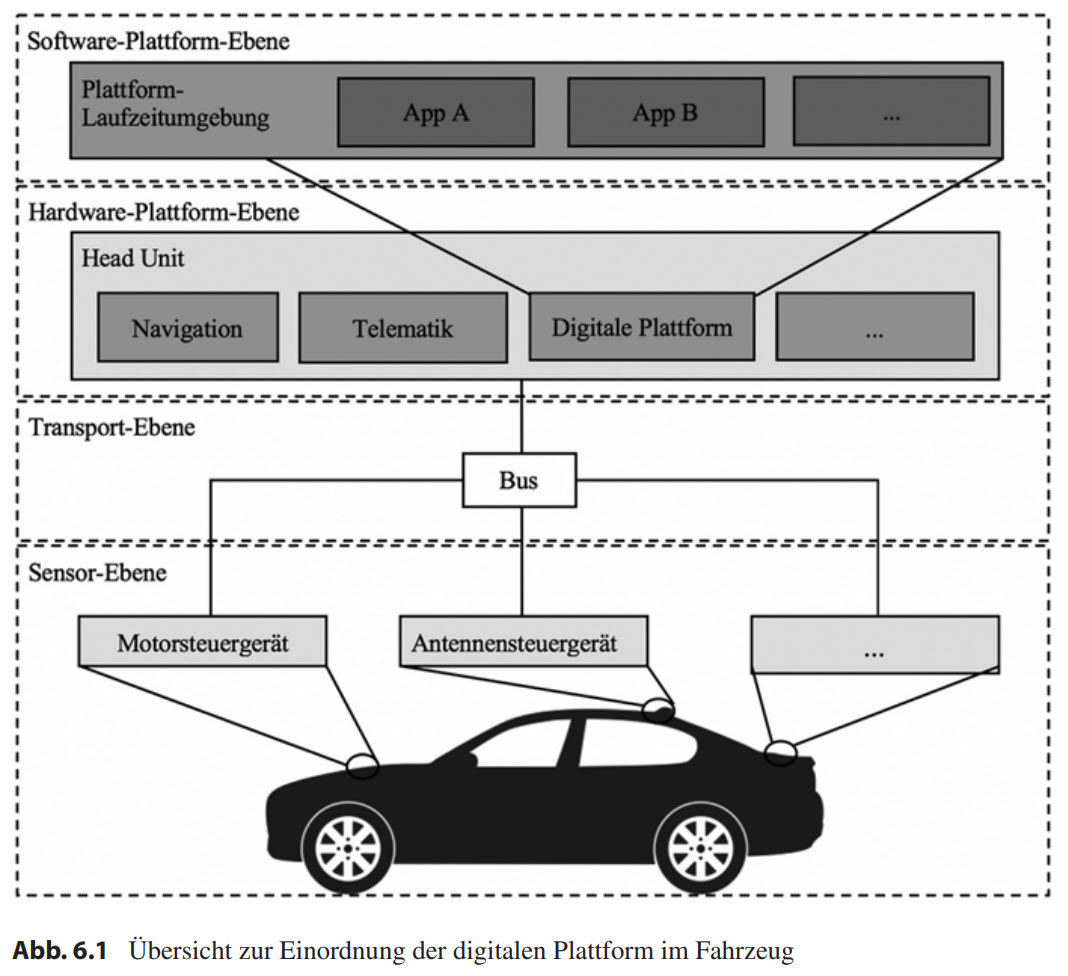 Software-Plattform-Ebene
Plattform-
Laufzeitumgebung
App A
App B
...
Hardware-Plattform-Ebene
Head Unit
Navigation
Telematik
Digitale Plattform
...
Transport-Ebene
Bus
Sensor-Ebene
Motorsteuergerät
Antennensteuergerät
...
Abb. 6.1 Übersicht zur Einordnung der digitalen Plattform im Fahrzeug